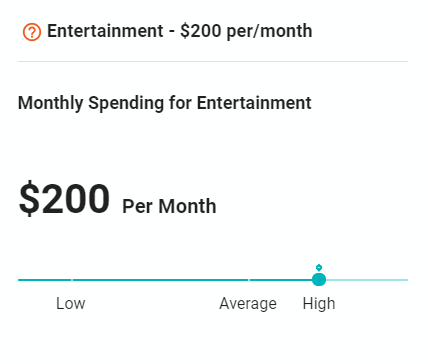 Entertainment - $200 per/month
Monthly Spending for Entertainment
$200 Per Month
Low Average High